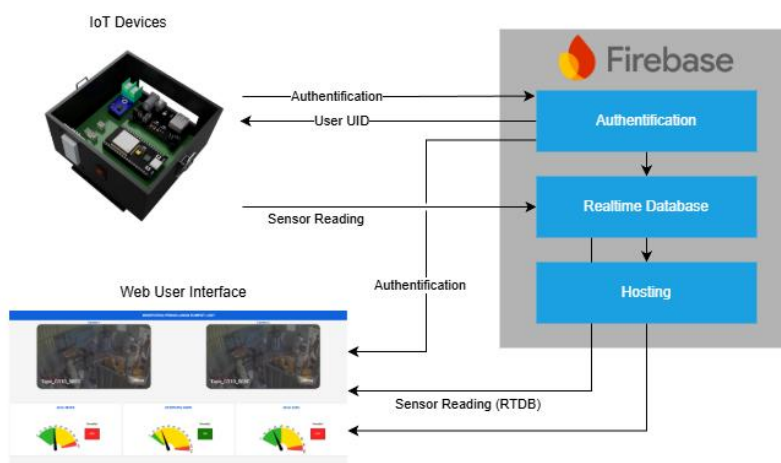 IoT Devices
Firebase
Authentification
User UID
Authentification
Sensor Reading
Realtime Database
Authentification
Hosting
Web User Interface
Sensor Reading (RTDB)